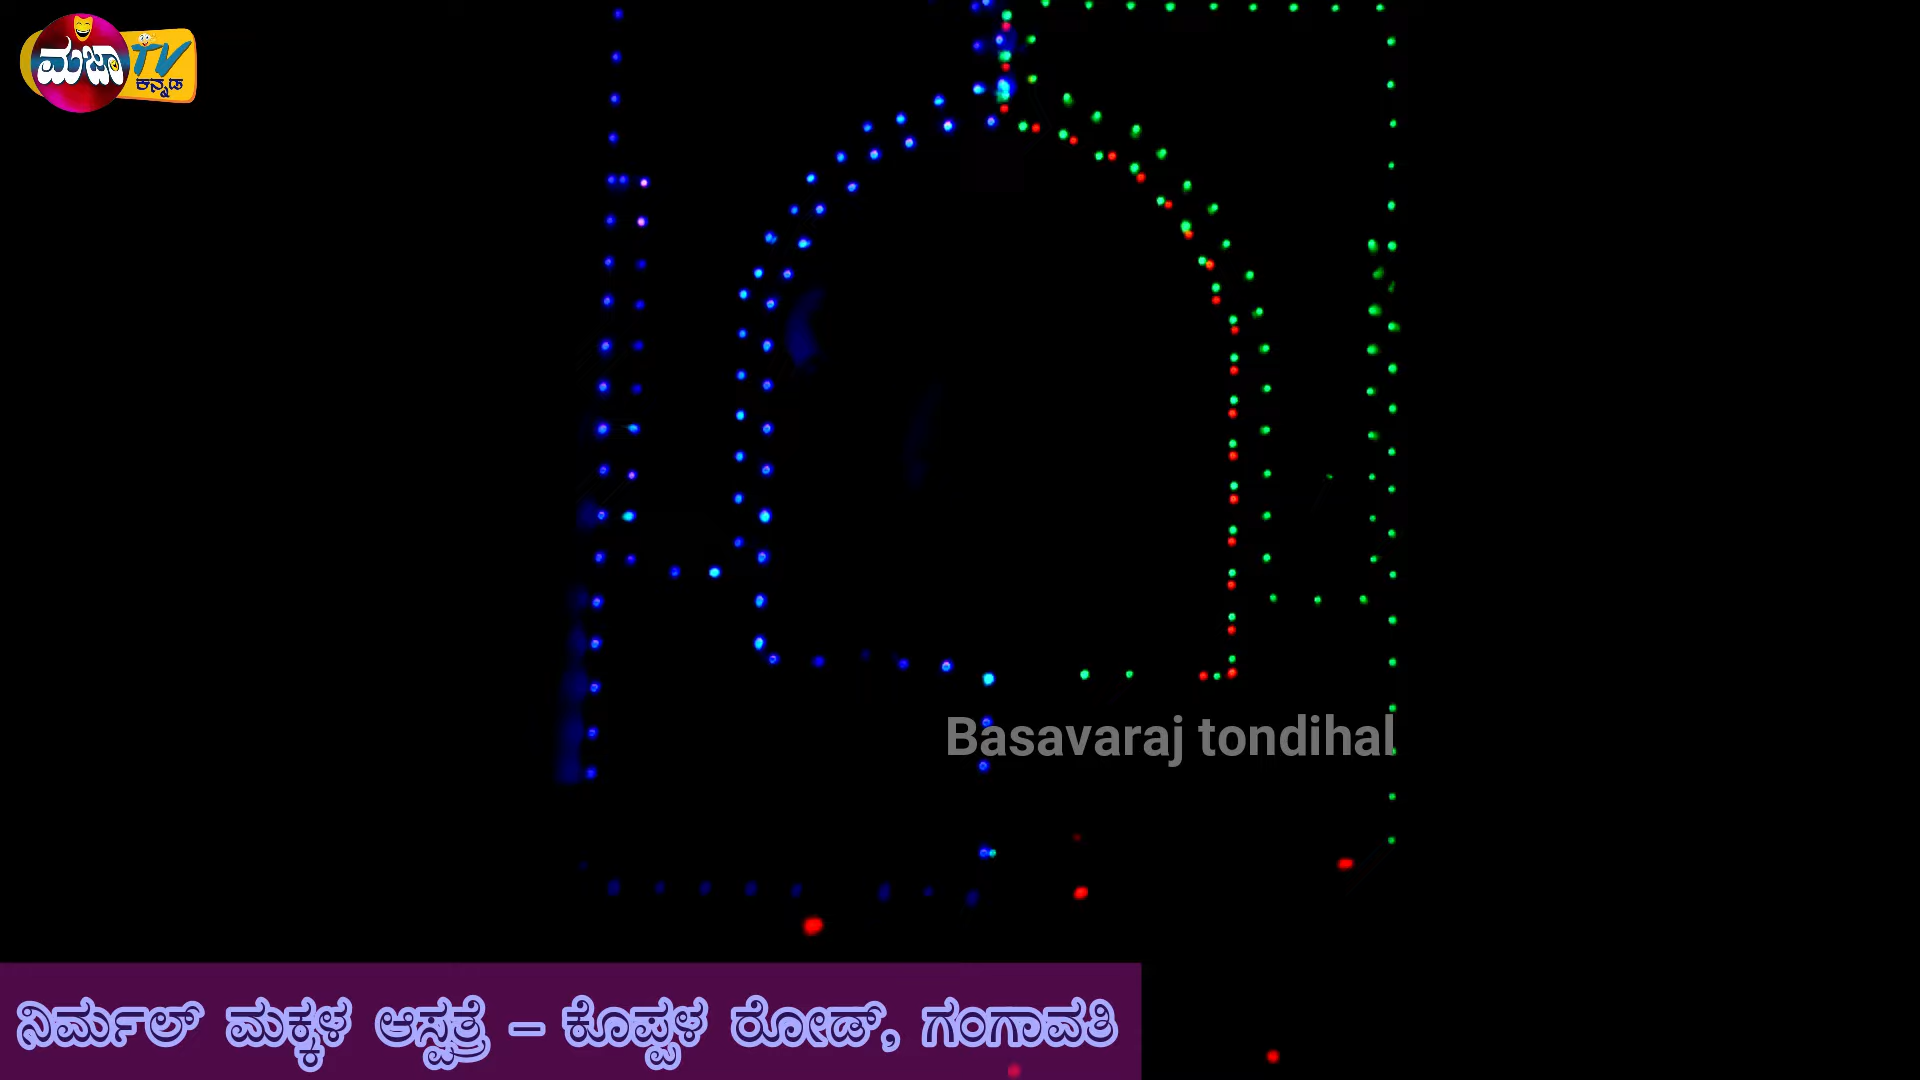 ಮಜಾ TV
ಕನ್ನಡ
Basavaraj tondihal
ನಿರ್ಮಲ್ ಮಕ್ಕಳ ಆಸ್ಪತ್ರೆ – ಕೊಪ್ಪಳ ರೋಡ್, ಗಂಗಾವತಿ